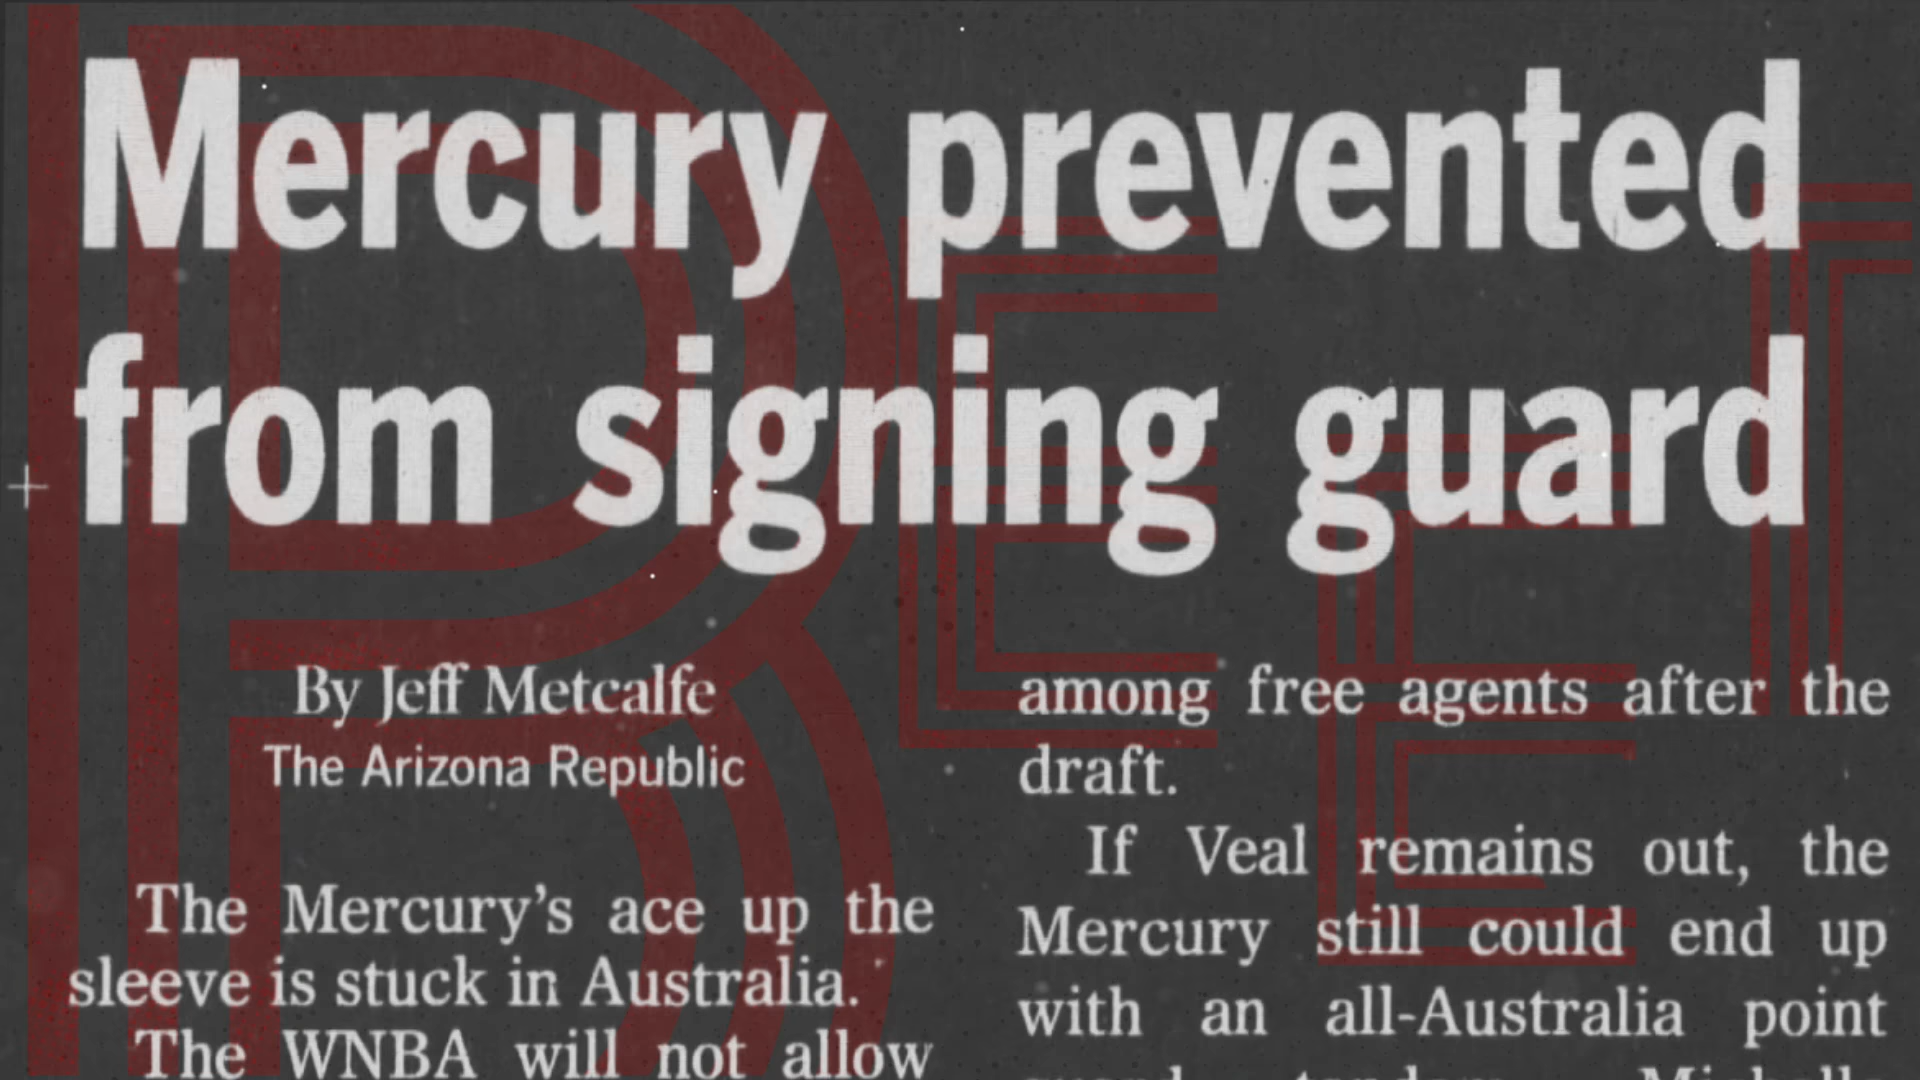 Mercury prevented
from signing guard
By Jeff Metcalfe
The Arizona Republic
The Mercury's ace up the
sleeve is stuck in Australia.
The WNBA will not allow
among free agents after the
draft.
If Veal remains out, the
Mercury still could end up
with an all-Australia point